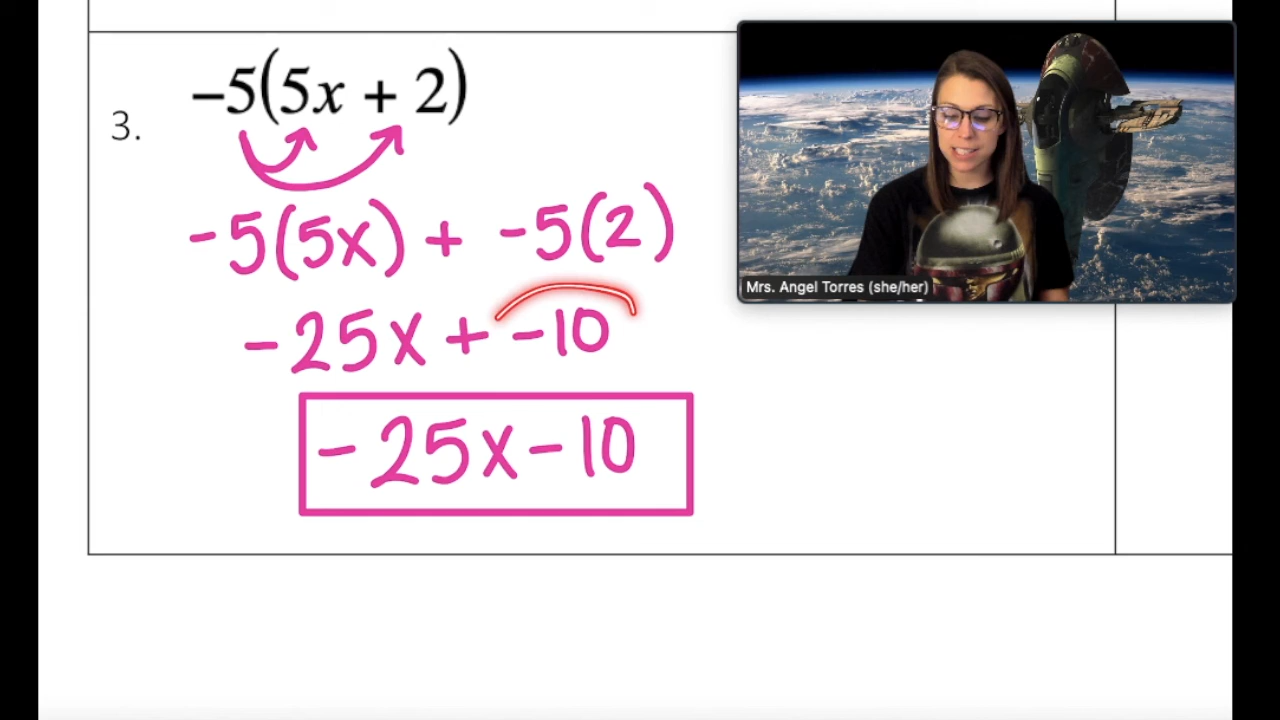 3. −5(5x + 2)
-5(5x) + -5(2)
-25x + -10
-25x-10
Mrs. Angel Torres (she/her)